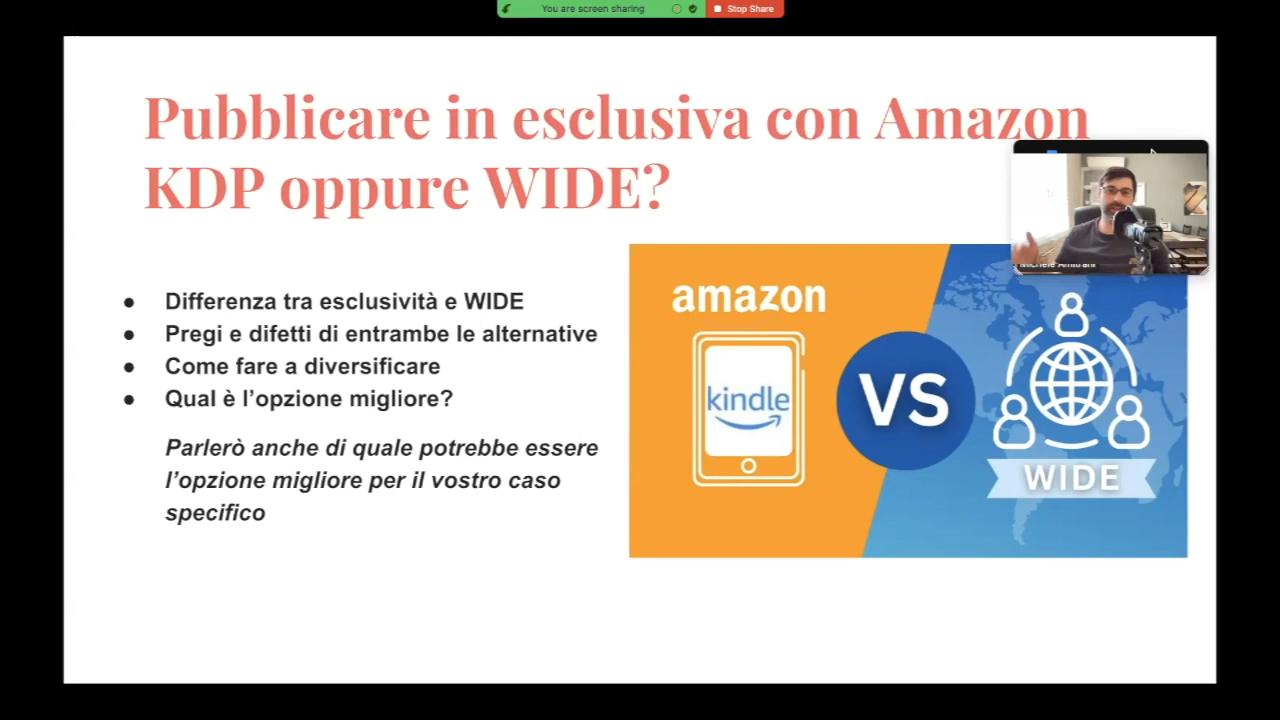 You are screen sharing
Stop Share
Pubblicare in esclusiva con Amazon
KDP oppure WIDE?
● Differenza tra esclusività e WIDE
● Pregi e difetti di entrambe le alternative
● Come fare a diversificare
● Qual è l’opzione migliore?
Parlerò anche di quale potrebbe essere
l’opzione migliore per il vostro caso
specifico
amazon
kindle
VS
WIDE